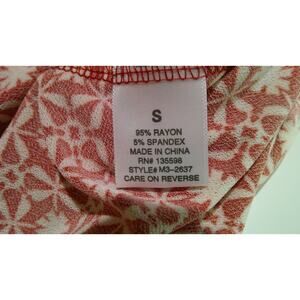 S
95% RAYON
5% SPANDEX
MADE IN CHINA
RN# 135598
STYLE# M3-2637
CARE ON REVERSE